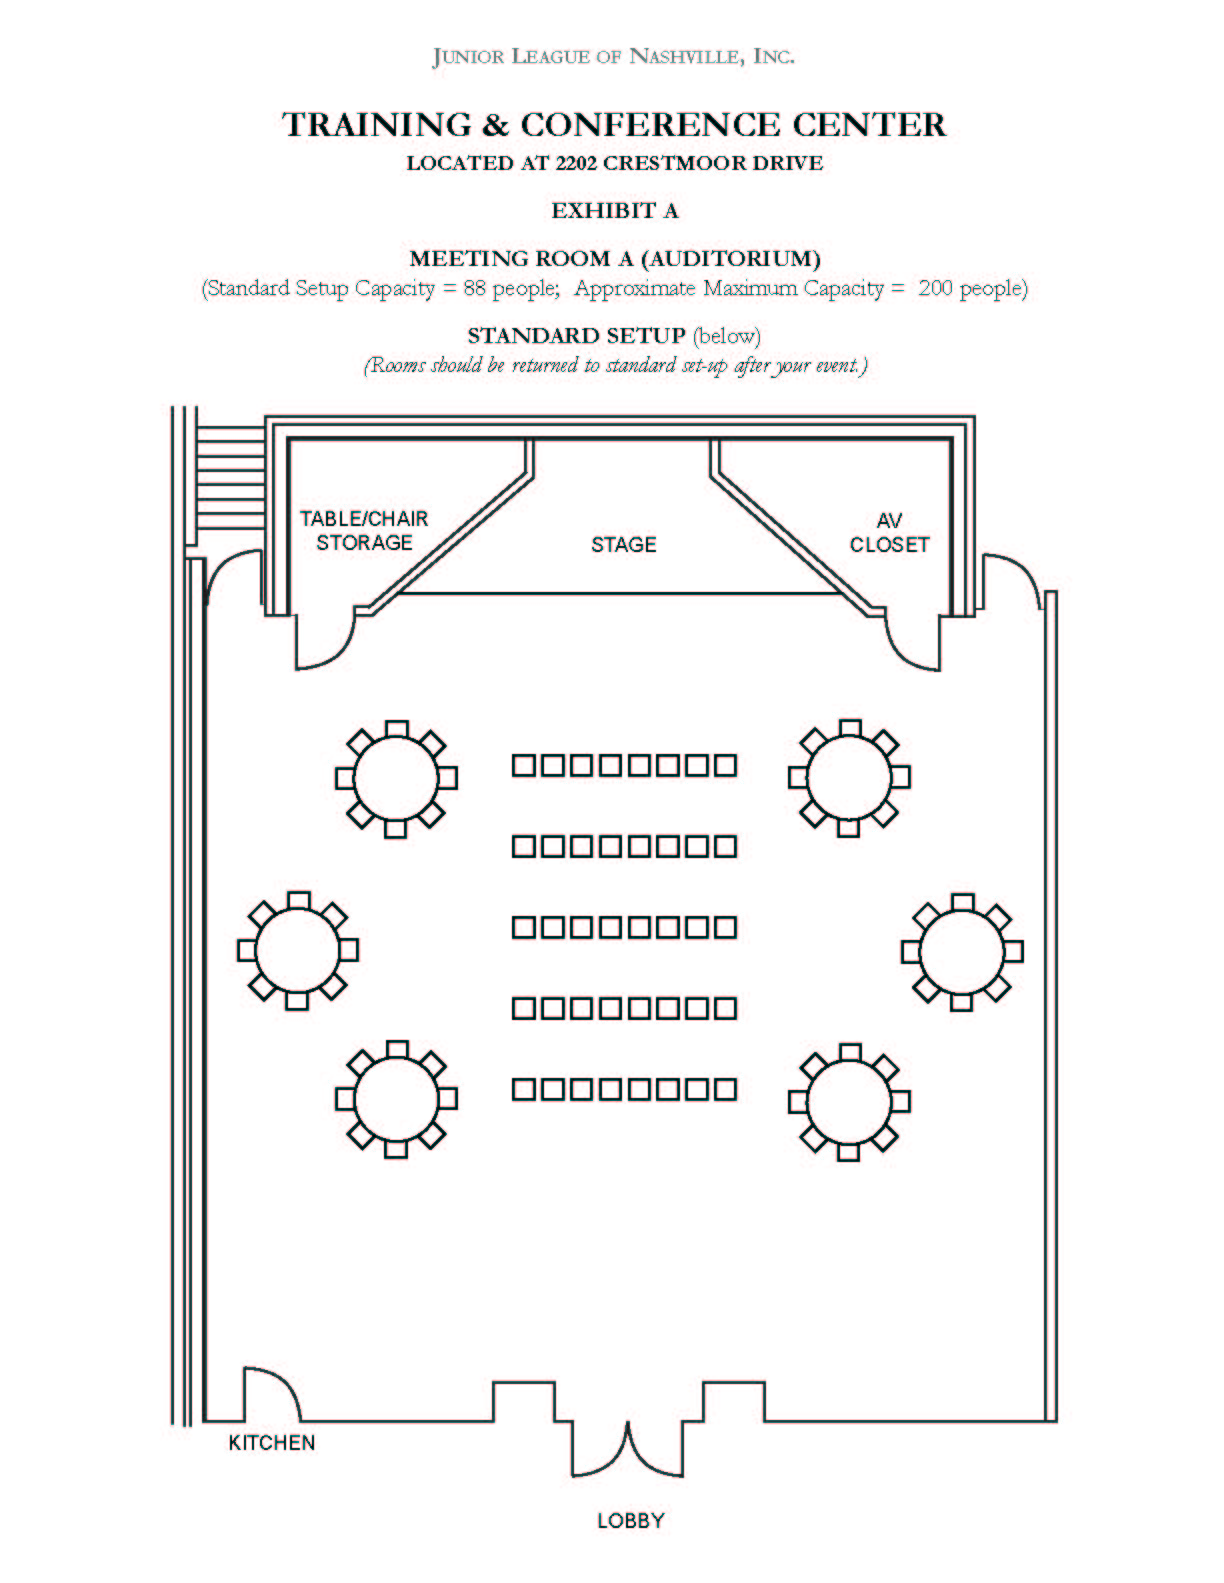 JUNIOR LEAGUE OF NASHVILLE, INC.
TRAINING & CONFERENCE CENTER
LOCATED AT 2202 CRESTMOOR DRIVE
EXHIBIT A
MEETING ROOM A (AUDITORIUM)
(Standard Setup Capacity = 88 people;  Approximate Maximum Capacity =  200 people)
STANDARD SETUP (below)
(Rooms should be returned to standard set-up after your event.)
TABLE/CHAIR
STORAGE
STAGE
AV
CLOSET
KITCHEN
LOBBY